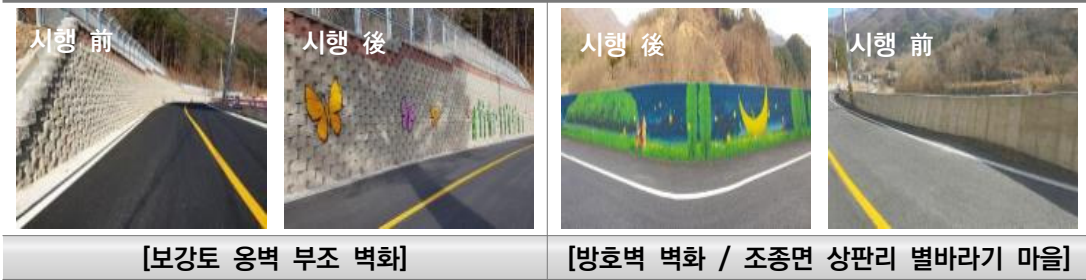 시행 前
시행 後
시행 後
시행 前
[보강토 옹벽 부조 벽화]
[방호벽 벽화 / 조종면 상판리 별바라기 마을]